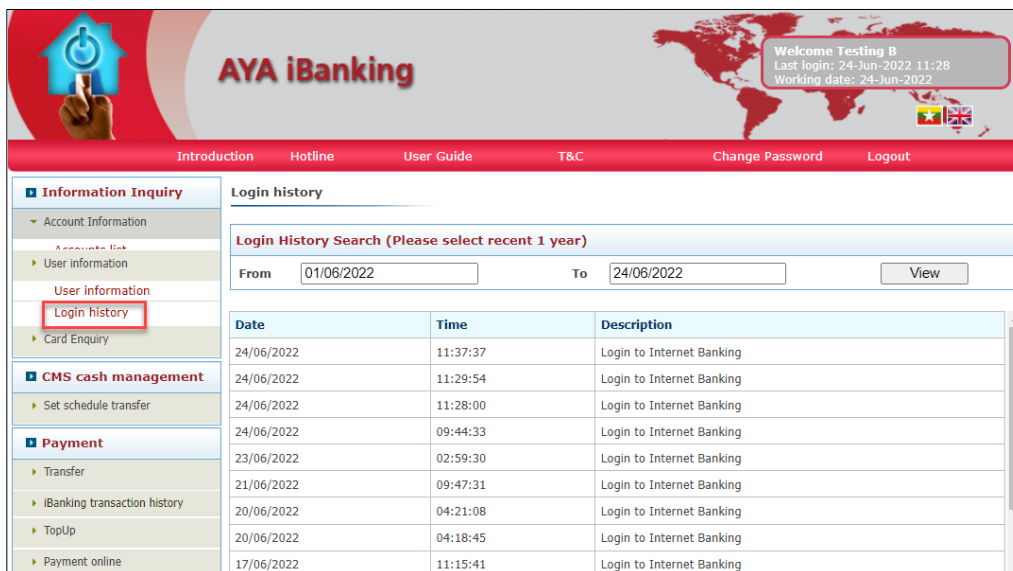 AYA iBanking
Welcome Testing B
Last login: 24-Jun-2022 11:28
Working date: 24-Jun-2022
Introduction Hotline User Guide T&C Change Password Logout
Information Inquiry
Account Information
Accounts list
User information
User information
Login history
Card Enquiry
CMS cash management
Set schedule transfer
Payment
Transfer
iBanking transaction history
TopUp
Payment online
Login history
Login History Search (Please select recent 1 year)
From 01/06/2022 To 24/06/2022 View
Date Time Description
24/06/2022 11:37:37 Login to Internet Banking
24/06/2022 11:29:54 Login to Internet Banking
24/06/2022 11:28:00 Login to Internet Banking
24/06/2022 09:44:33 Login to Internet Banking
23/06/2022 02:59:30 Login to Internet Banking
21/06/2022 09:47:31 Login to Internet Banking
20/06/2022 04:21:08 Login to Internet Banking
20/06/2022 04:18:45 Login to Internet Banking
17/06/2022 11:15:41 Login to Internet Banking